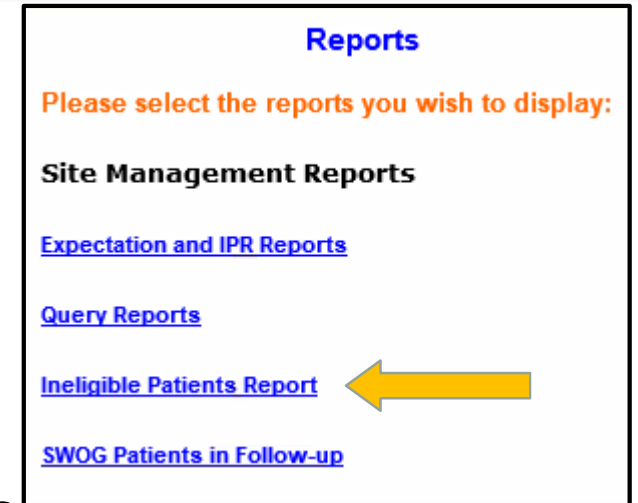 Reports
Please select the reports you wish to display:
Site Management Reports
Expectation and IPR Reports
Query Reports
Ineligible Patients Report
SWOG Patients in Follow-up